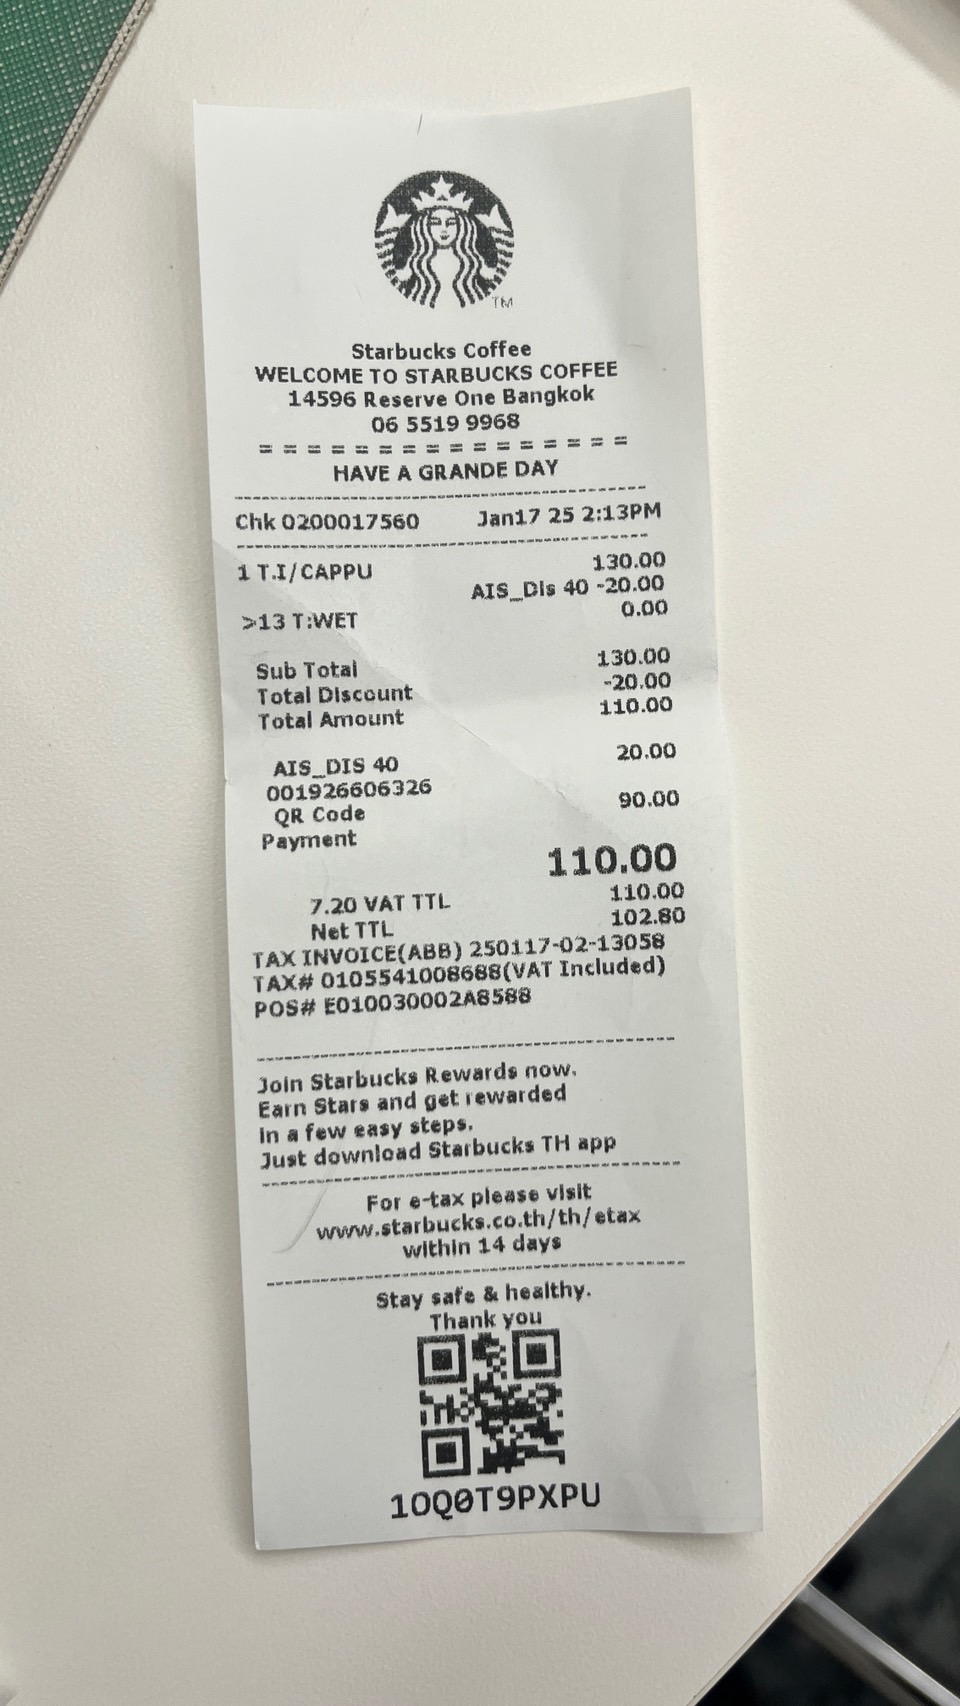 TM
Starbucks Coffee
WELCOME TO STARBUCKS COFFEE
14596 Reserve One Bangkok
06 5519 9968
= = = = = = = = = = = = = = = =
HAVE A GRANDE DAY
Chk 0200017560 Jan17 25 2:13PM
1 T.I/CAPPU 130.00
AIS_Dis 40 -20.00
>13 T:WET 0.00
Sub Total 130.00
Total Discount -20.00
Total Amount 110.00
AIS_DIS 40 20.00
001926606326
QR Code 90.00
Payment
110.00
7.20 VAT TTL 110.00
Net TTL 102.80
TAX INVOICE(ABB) 250117-02-13058
TAX# 0105541008688(VAT Included)
POS# E010030002A8588
Join Starbucks Rewards now.
Earn Stars and get rewarded
in a few easy steps.
Just download Starbucks TH app
For e-tax please visit
www.starbucks.co.th/th/etax
within 14 days
Stay safe & healthy.
Thank you
1OQ0T9PXPU